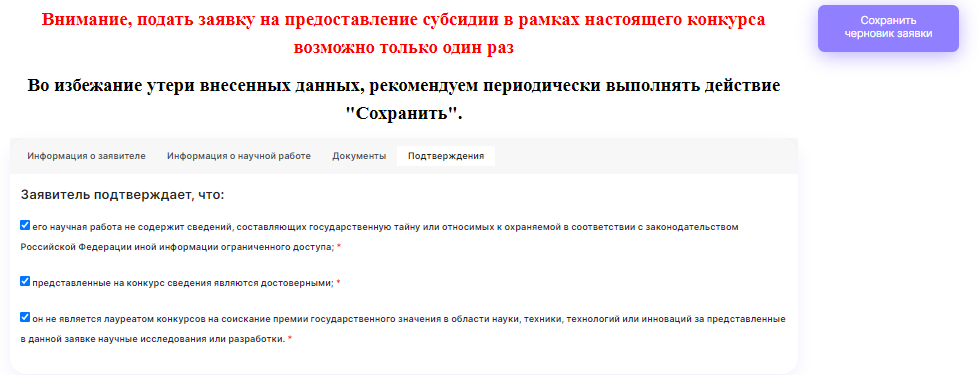 Внимание, подать заявку на предоставление субсидии в рамках настоящего конкурса
возможно только один раз
Сохранить
черновик заявки
Во избежание утери внесенных данных, рекомендуем периодически выполнять действие
"Сохранить".
Информация о заявителе Информация о научной работе Документы Подтверждения
Заявитель подтверждает, что:
его научная работа не содержит сведений, составляющих государственную тайну или относимых к охраняемой в соответствии с законодательством
Российской Федерации иной информации ограниченного доступа; *
представленные на конкурс сведения являются достоверными; *
он не является лауреатом конкурсов на соискание премии государственного значения в области науки, техники, технологий или инноваций за представленные
в данной заявке научные исследования или разработки. *